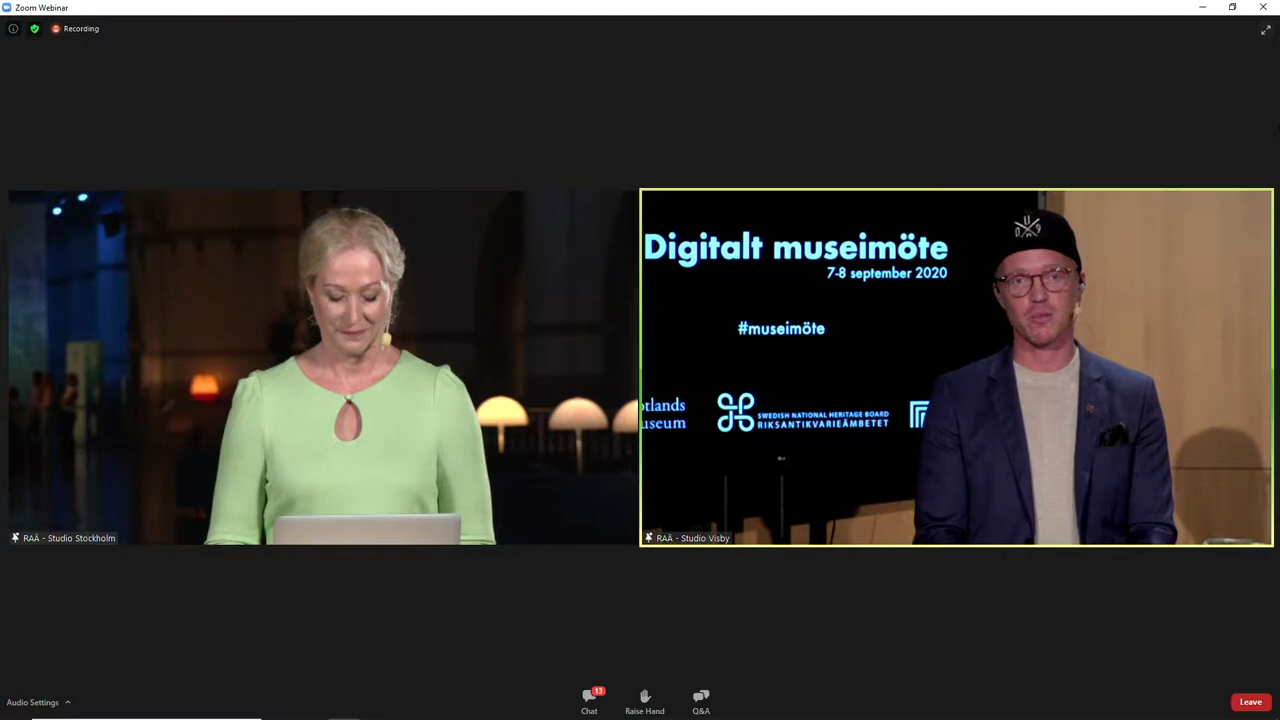 Zoom Webinar
Recording
Digitalt museimöte
7-8 september 2020
#museimöte
otlands
useum
SWEDISH NATIONAL HERITAGE BOARD
RIKSANTIKVARIEÄMBETET
RAÄ - Studio Stockholm
RAÄ - Studio Visby
Audio Settings
13
Chat
Raise Hand
Q&A
Leave